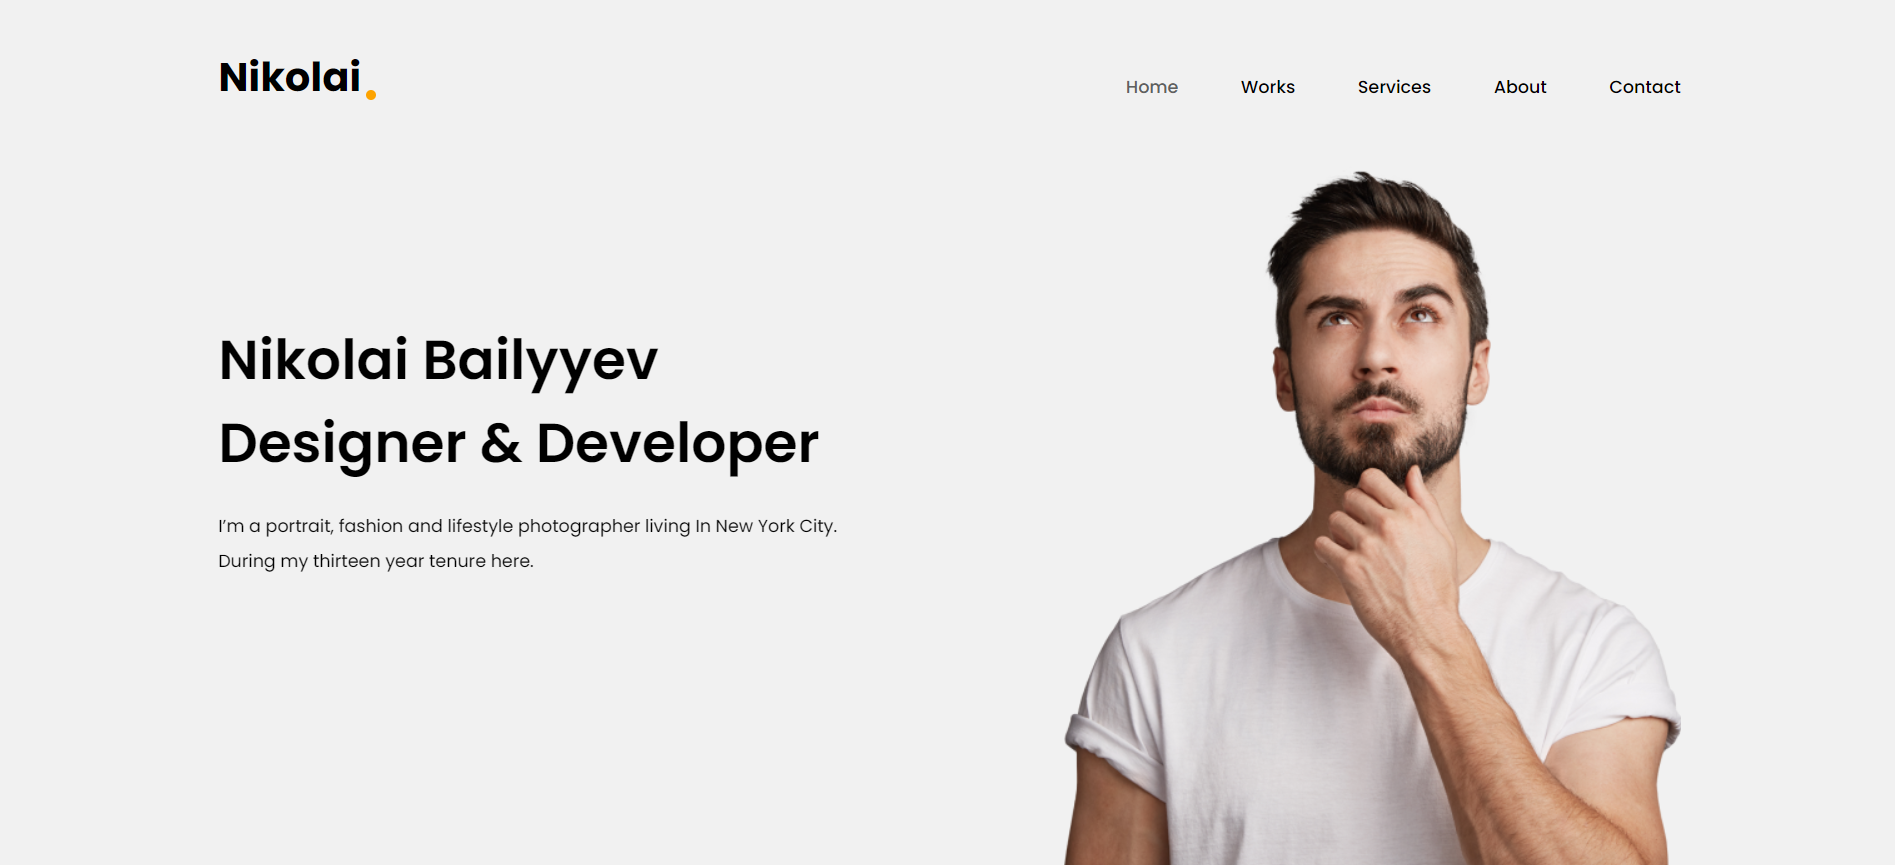 Nikolai.
Home Works Services About Contact
Nikolai Bailyyev
Designer & Developer
I’m a portrait, fashion and lifestyle photographer living In New York City.
During my thirteen year tenure here.